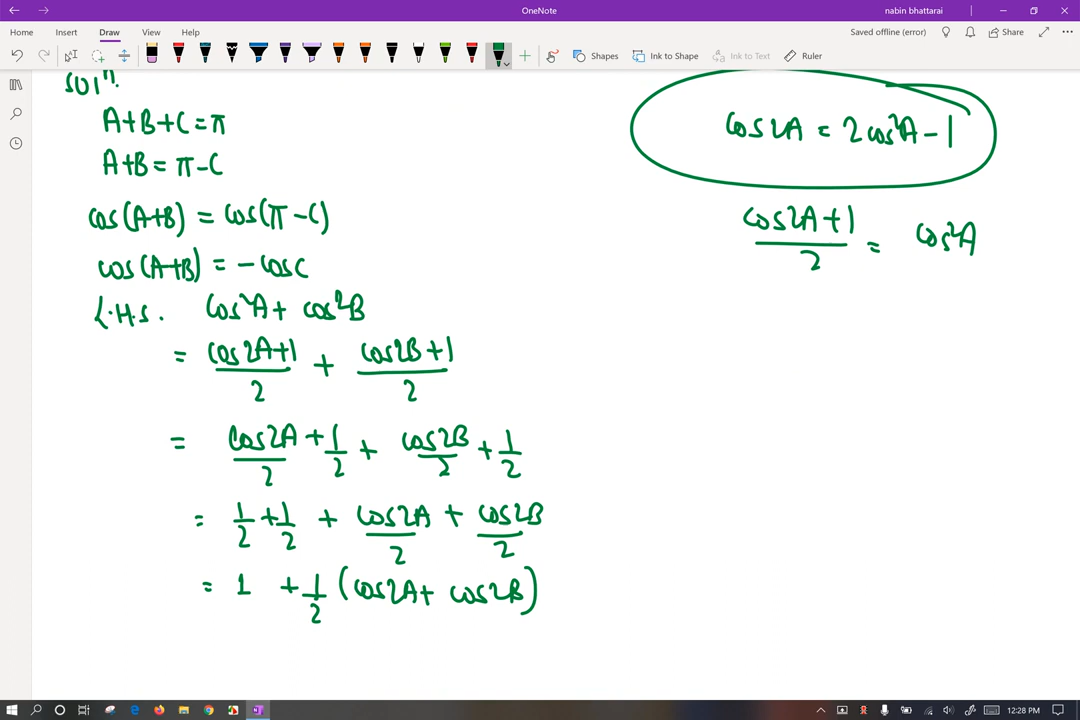 OneNote
nabin bhattarai
Home Insert Draw View Help
Saved offline (error) Share
Shapes Ink to Shape Ink to Text Ruler
Solⁿ.
A+B+C=π
A+B=π-C
cos(A+B) = cos(π-C)
cos(A+B) = -cosC
L.H.S. cos²A + cos²B
= (cos2A+1)/2 + (cos2B+1)/2
= cos2A/2 + 1/2 + cos2B/2 + 1/2
= 1/2 + 1/2 + cos2A/2 + cos2B/2
= 1 + 1/2 (cos2A + cos2B)
cos2A = 2cos²A - 1
(cos2A+1)/2 = cos²A
12:28 PM